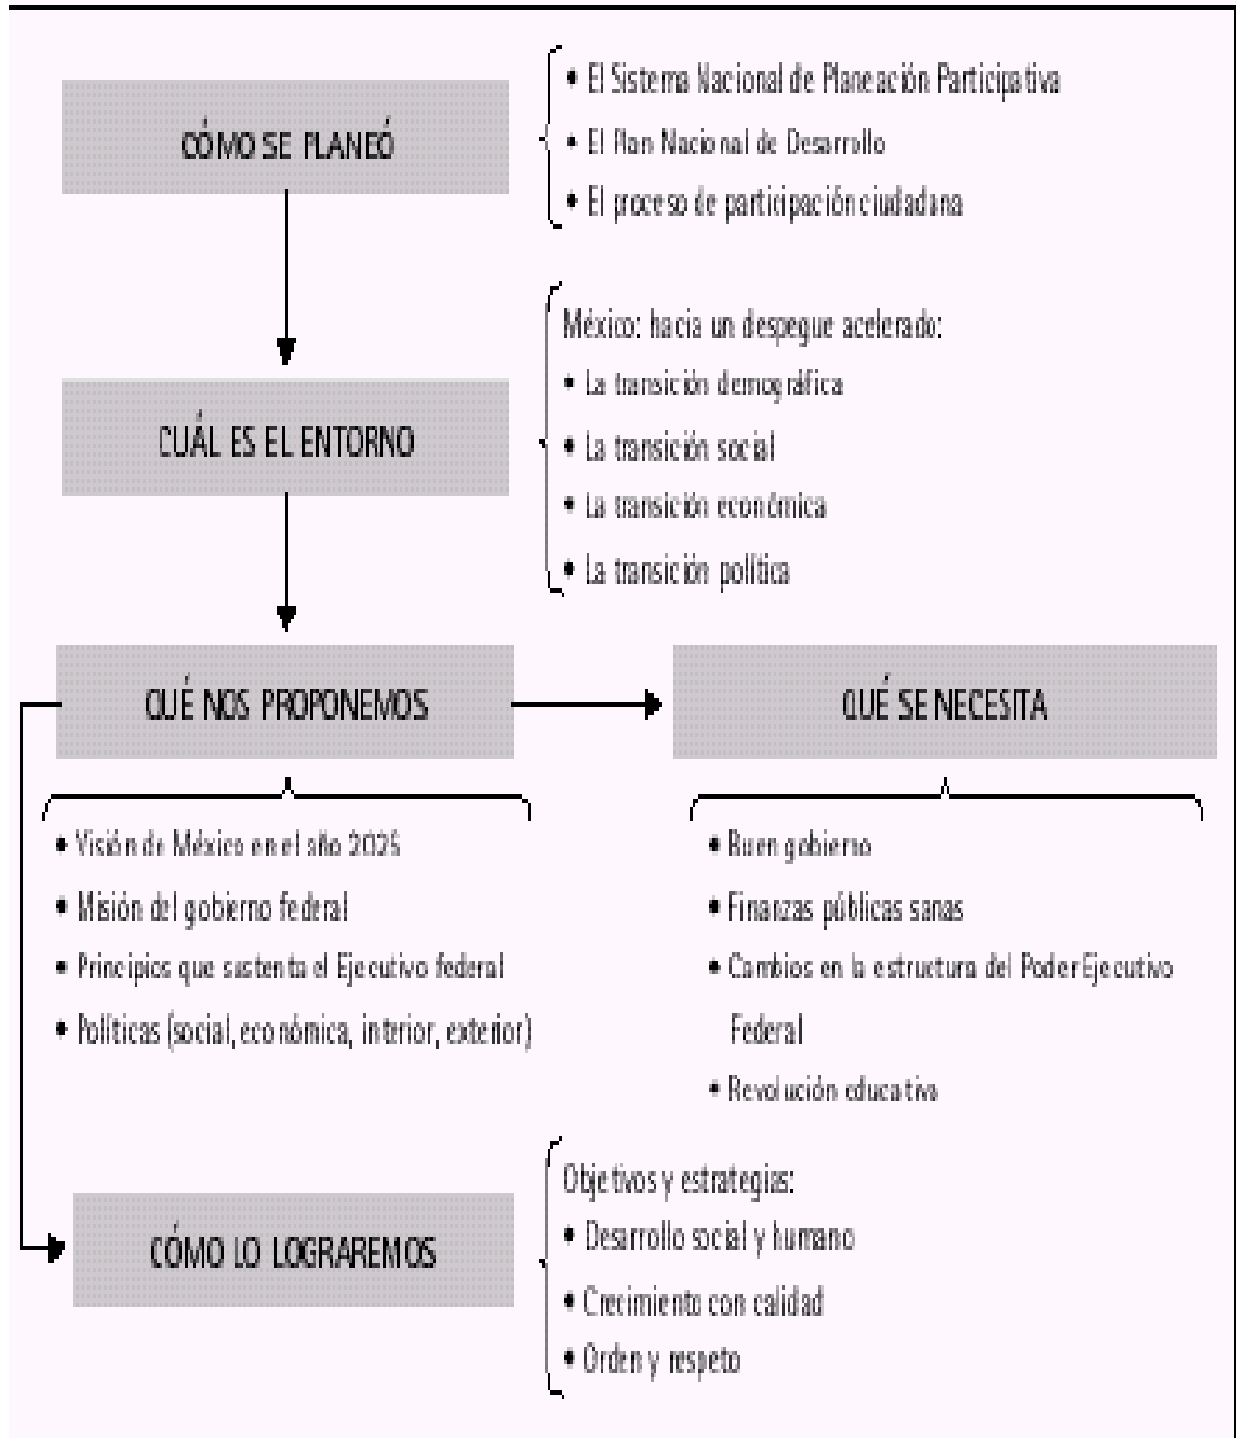 CÓMO SE PLANEÓ
• El Sistema Nacional de Planeación Participativa
• El Plan Nacional de Desarrollo
• El proceso de participación ciudadana
CUÁL ES EL ENTORNO
México: hacia un despegue acelerado:
• La transición demográfica
• La transición social
• La transición económica
• La transición política
QUÉ NOS PROPONEMOS
• Visión de México en el año 2025
• Misión del gobierno federal
• Principios que sustenta el Ejecutivo federal
• Políticas (social, económica, interior, exterior)
QUÉ SE NECESITA
• Buen gobierno
• Finanzas públicas sanas
• Cambios en la estructura del Poder Ejecutivo
Federal
• Revolución educativa
CÓMO LO LOGRAREMOS
Objetivos y estrategias:
• Desarrollo social y humano
• Crecimiento con calidad
• Orden y respeto